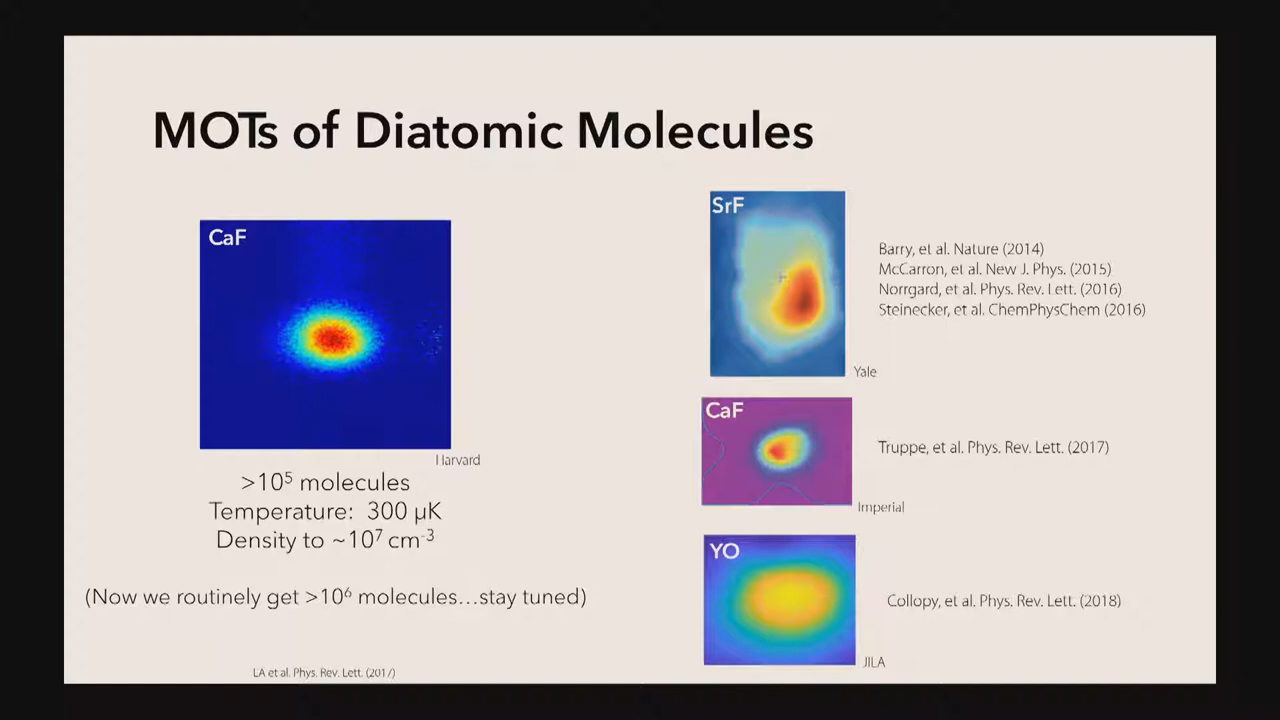 MOTs of Diatomic Molecules
CaF
Harvard
>10⁵ molecules
Temperature: 300 µK
Density to ~10⁷ cm⁻³
(Now we routinely get >10⁶ molecules...stay tuned)
LA et al. Phys. Rev. Lett. (2017)
SrF
Yale
Barry, et al. Nature (2014)
McCarron, et al. New J. Phys. (2015)
Norrgard, et al. Phys. Rev. Lett. (2016)
Steinecker, et al. ChemPhysChem (2016)
CaF
Imperial
Truppe, et al. Phys. Rev. Lett. (2017)
YO
JILA
Collopy, et al. Phys. Rev. Lett. (2018)